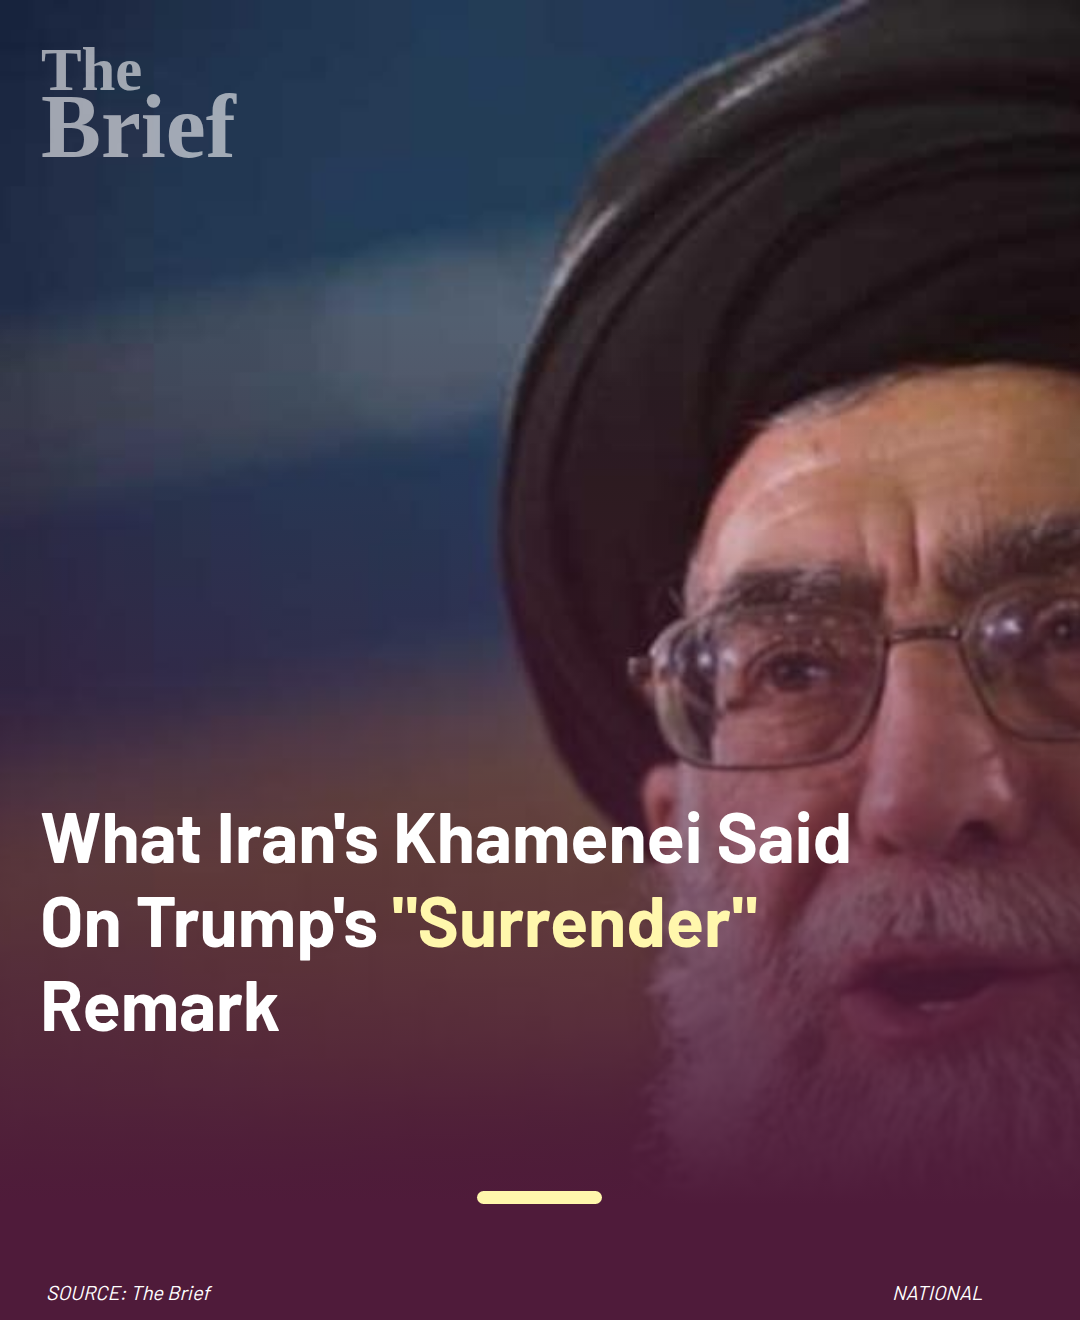 The
Brief
What Iran's Khamenei Said
On Trump's "Surrender"
Remark
SOURCE: The Brief
NATIONAL